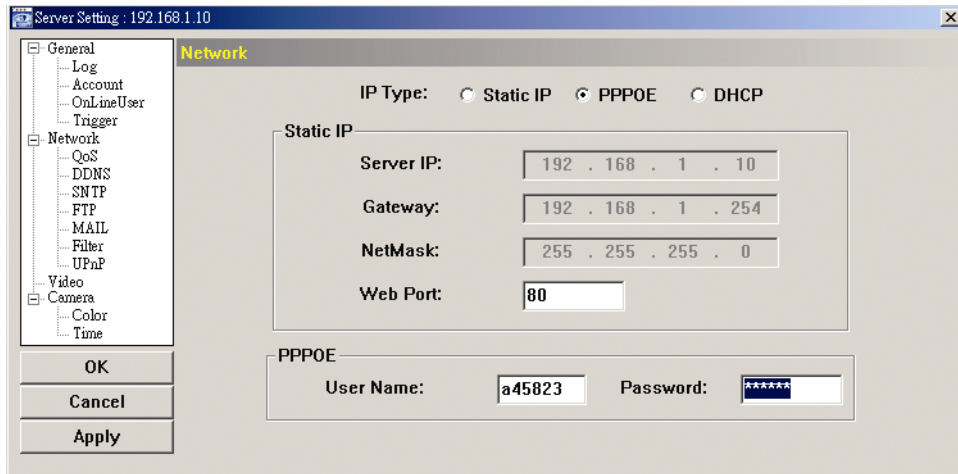 Server Setting : 192.168.1.10
General
Log
Account
OnLineUser
Trigger
Network
QoS
DDNS
SNTP
FTP
MAIL
Filter
UPnP
Video
Camera
Color
Time
OK
Cancel
Apply
Network
IP Type: Static IP PPPOE DHCP
Static IP
Server IP: 192 . 168 . 1 . 10
Gateway: 192 . 168 . 1 . 254
NetMask: 255 . 255 . 255 . 0
Web Port: 80
PPPOE
User Name: a45823 Password: ******